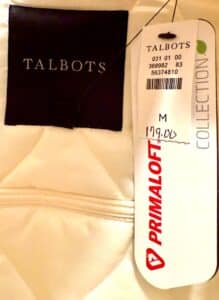 TALBOTS
TALBOTS
031 01 00
368982 83
56374810
M
179.00
PRIMALOFT
COLLECTION